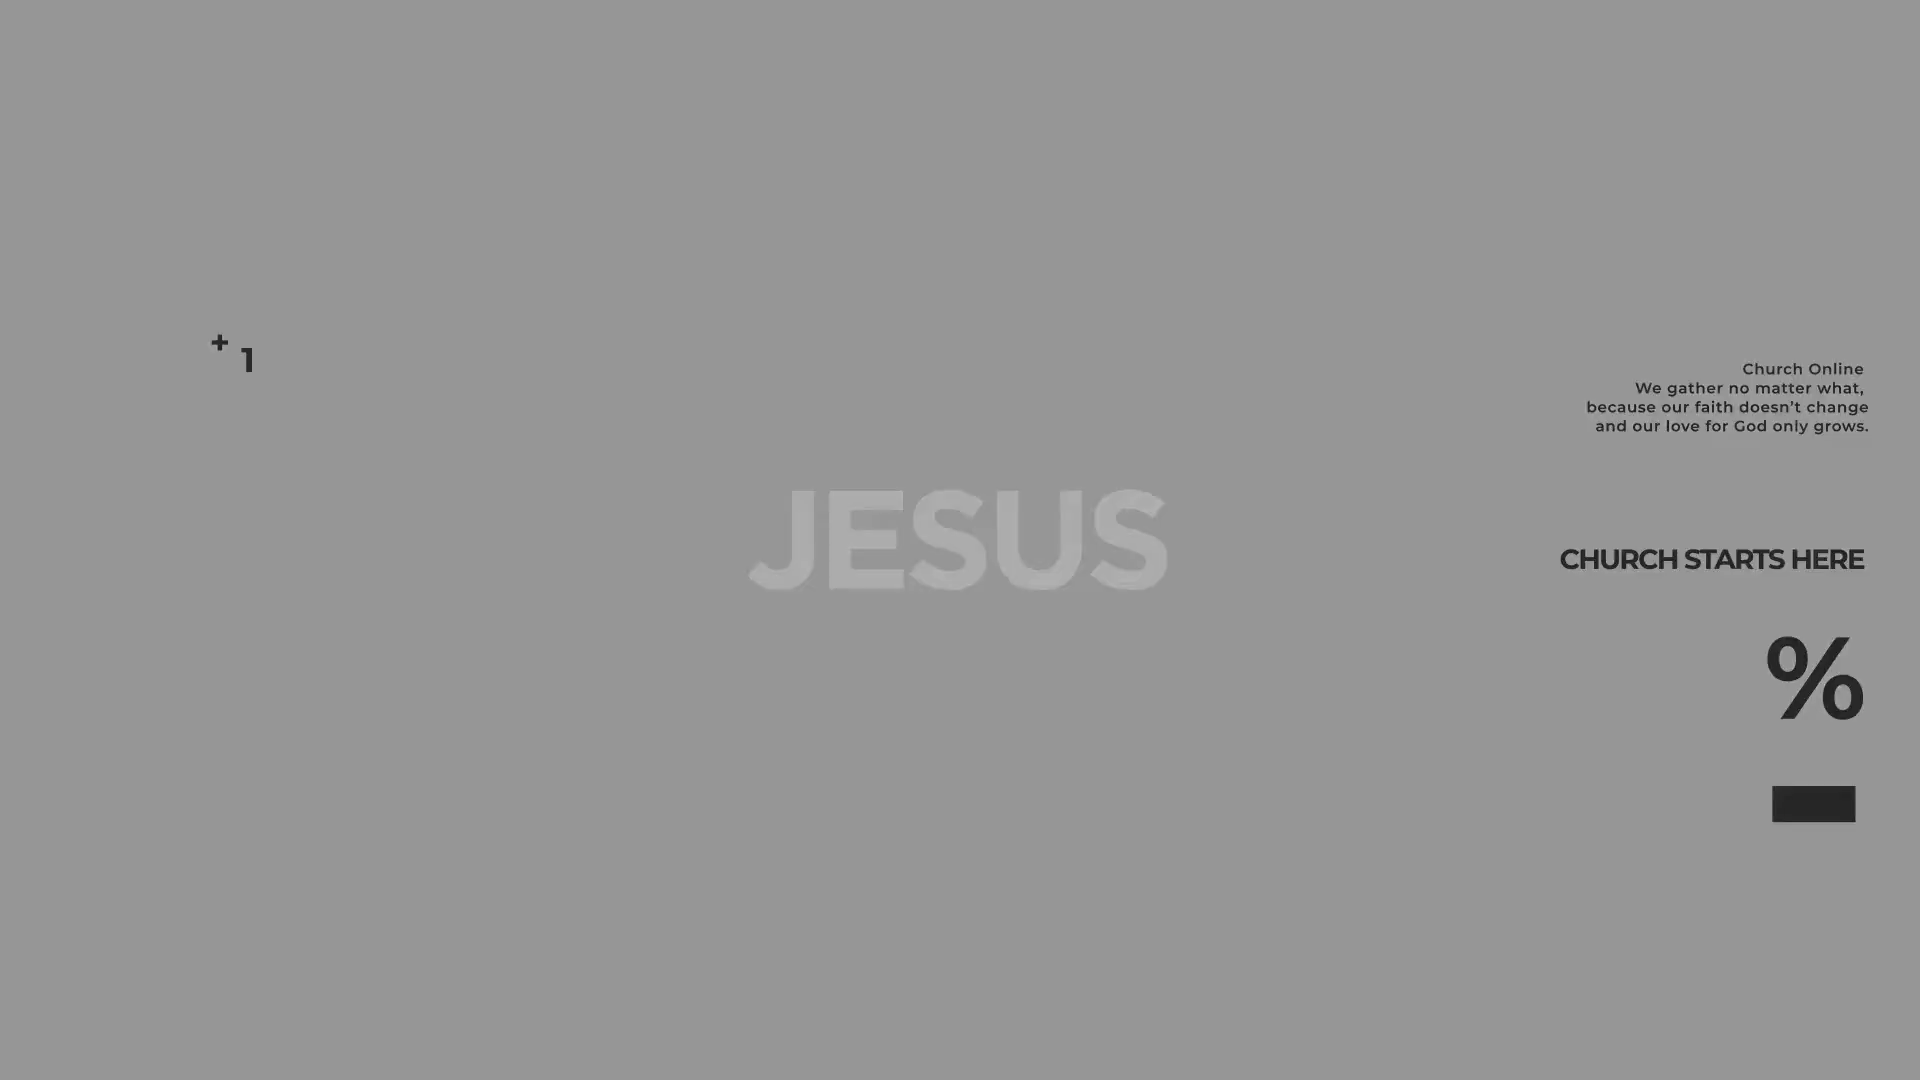 + 1
Church Online
We gather no matter what,
because our faith doesn't change
and our love for God only grows.
JESUS
CHURCH STARTS HERE
%